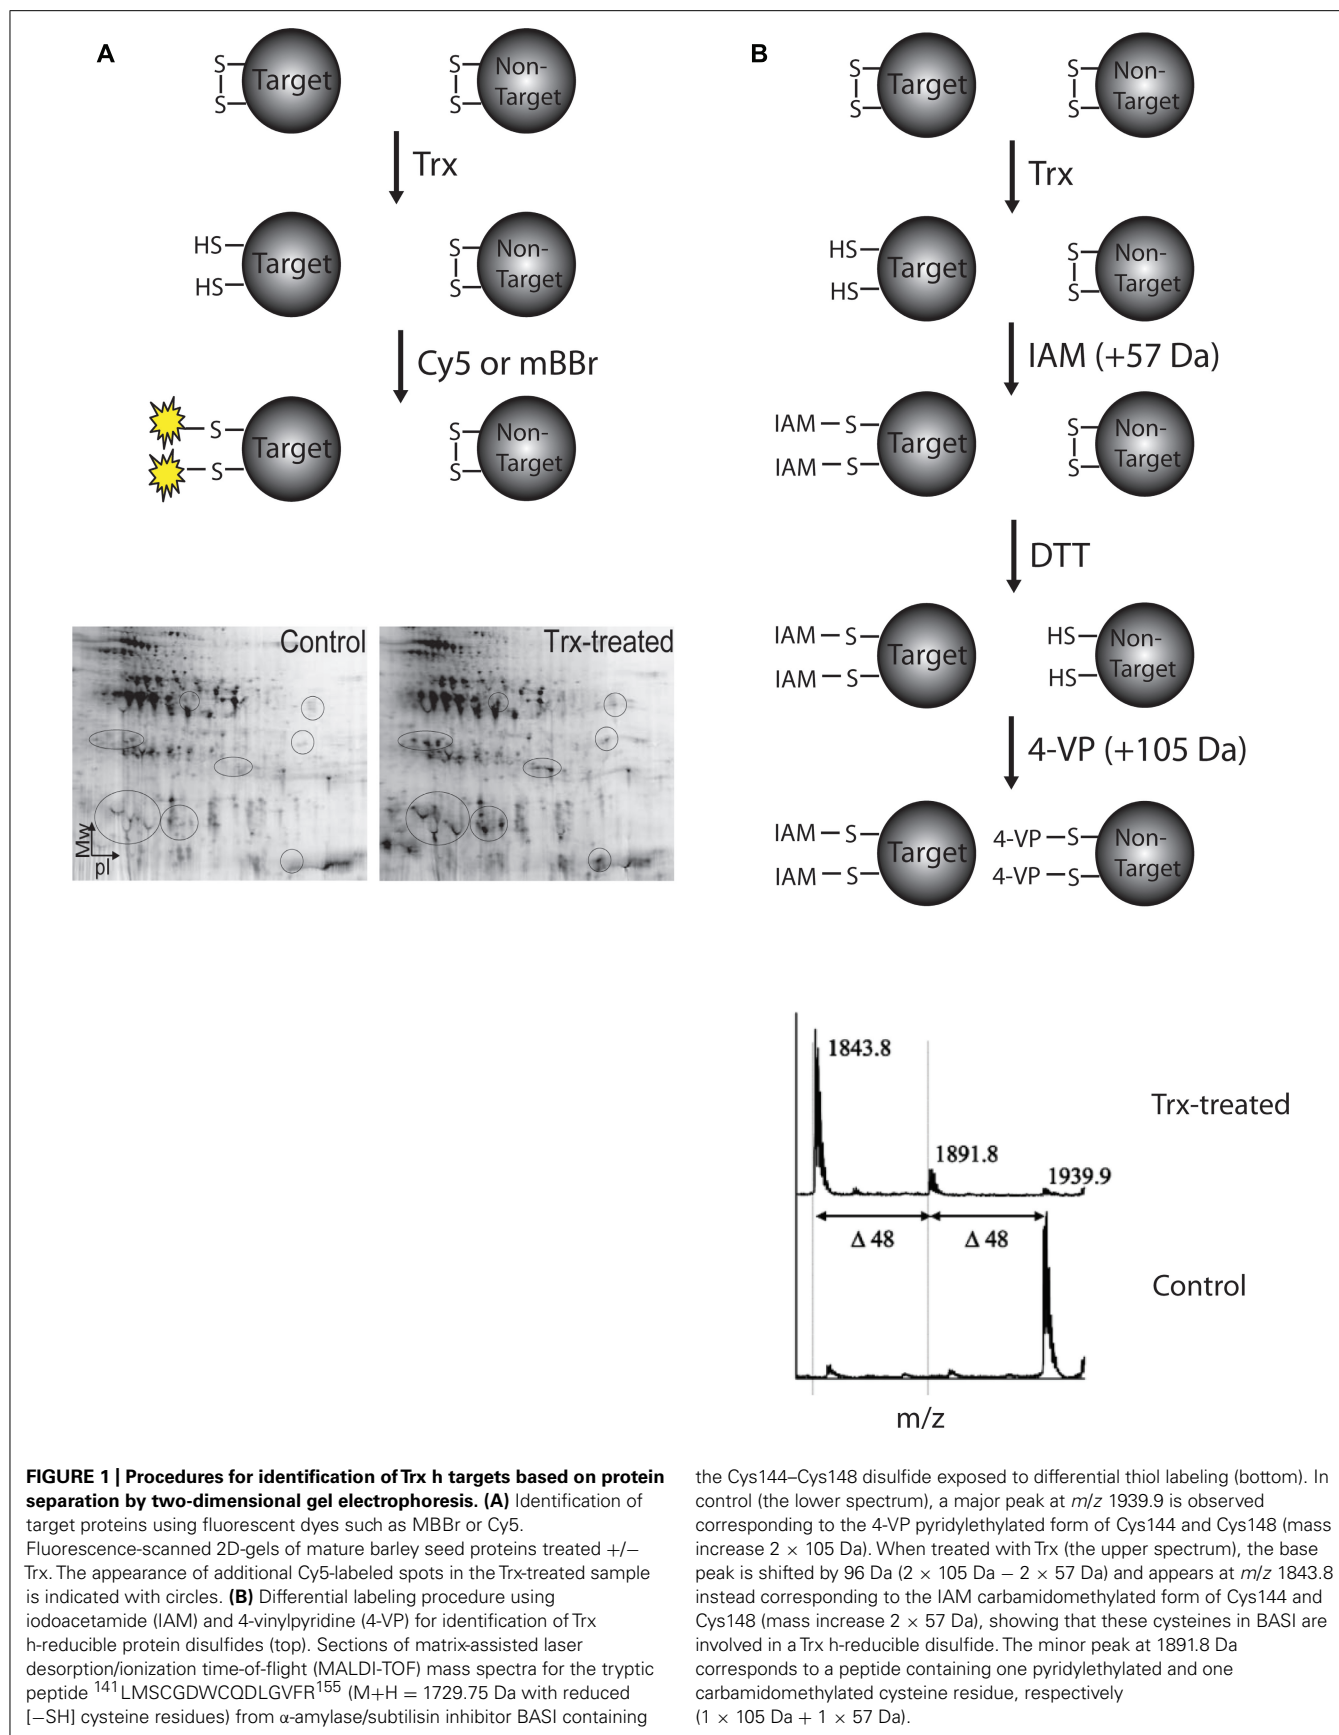 A
S
S
Target
S
S
Non-
Target
Trx
HS
HS
Target
S
S
Non-
Target
Cy5 or mBBr
S
S
Target
S
S
Non-
Target
Control
Mw
pI
Trx-treated
B
S
S
Target
S
S
Non-
Target
Trx
HS
HS
Target
S
S
Non-
Target
IAM (+57 Da)
IAM – S
IAM – S
Target
S
S
Non-
Target
DTT
IAM – S
IAM – S
Target
HS
HS
Non-
Target
4-VP (+105 Da)
IAM – S
IAM – S
Target
4-VP – S
4-VP – S
Non-
Target
1843.8
1891.8
1939.9
Trx-treated
Δ 48
Δ 48
Control
m/z
FIGURE 1 | Procedures for identification of Trx h targets based on protein
separation by two-dimensional gel electrophoresis. (A) Identification of
target proteins using fluorescent dyes such as MBBr or Cy5.
Fluorescence-scanned 2D-gels of mature barley seed proteins treated +/−
Trx. The appearance of additional Cy5-labeled spots in the Trx-treated sample
is indicated with circles. (B) Differential labeling procedure using
iodoacetamide (IAM) and 4-vinylpyridine (4-VP) for identification of Trx
h-reducible protein disulfides (top). Sections of matrix-assisted laser
desorption/ionization time-of-flight (MALDI-TOF) mass spectra for the tryptic
peptide ¹⁴¹LMSCGDWCQDLGVFR¹⁵⁵ (M+H = 1729.75 Da with reduced
[−SH] cysteine residues) from α-amylase/subtilisin inhibitor BASI containing
the Cys144–Cys148 disulfide exposed to differential thiol labeling (bottom). In
control (the lower spectrum), a major peak at m/z 1939.9 is observed
corresponding to the 4-VP pyridylethylated form of Cys144 and Cys148 (mass
increase 2 × 105 Da). When treated with Trx (the upper spectrum), the base
peak is shifted by 96 Da (2 × 105 Da − 2 × 57 Da) and appears at m/z 1843.8
instead corresponding to the IAM carbamidomethylated form of Cys144 and
Cys148 (mass increase 2 × 57 Da), showing that these cysteines in BASI are
involved in a Trx h-reducible disulfide. The minor peak at 1891.8 Da
corresponds to a peptide containing one pyridylethylated and one
carbamidomethylated cysteine residue, respectively
(1 × 105 Da + 1 × 57 Da).